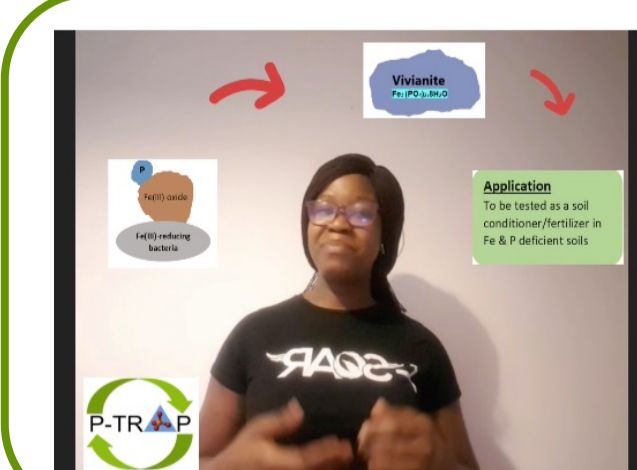 Vivianite
Fe₃(PO₄)₂.8H₂O
P
Fe(III) oxide
Fe(III)-reducing
bacteria
Application
To be tested as a soil
conditioner/fertilizer in
Fe & P deficient soils
P-TRAP